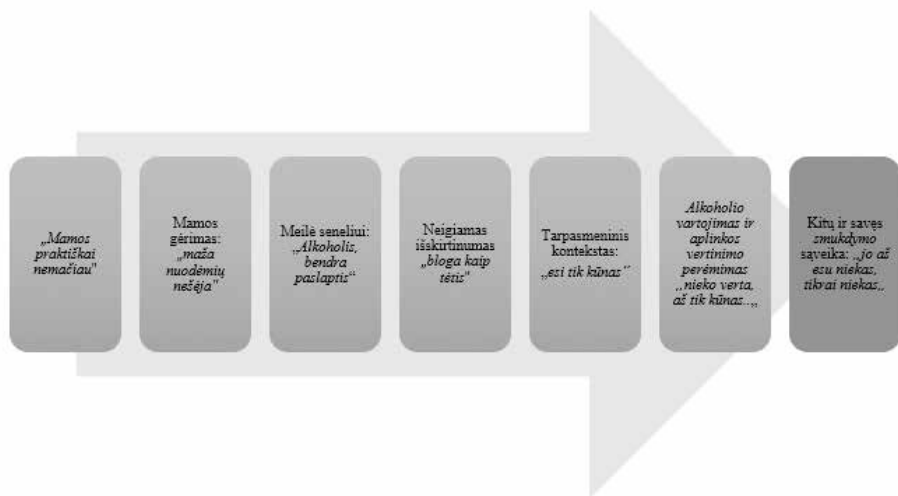 „Mamos
praktiškai
nemačiau"
Mamos
gėrimas:
„maža
nuodėmių
nešėja"
Meilė seneliui:
„Alkoholis,
bendra
paslaptis“
Neigiamas
išskirtinumas
„bloga kaip
tėtis"
Tarpasmeninis
kontekstas:
„esi tik kūnas"
Alkoholio
vartojimas ir
aplinkos
vertinimo
perėmimas
„nieko verta,
aš tik kūnas..„
Kitų ir savęs
smukdymo
sąveika: „jo aš
esu niekas,
tikrai niekas„